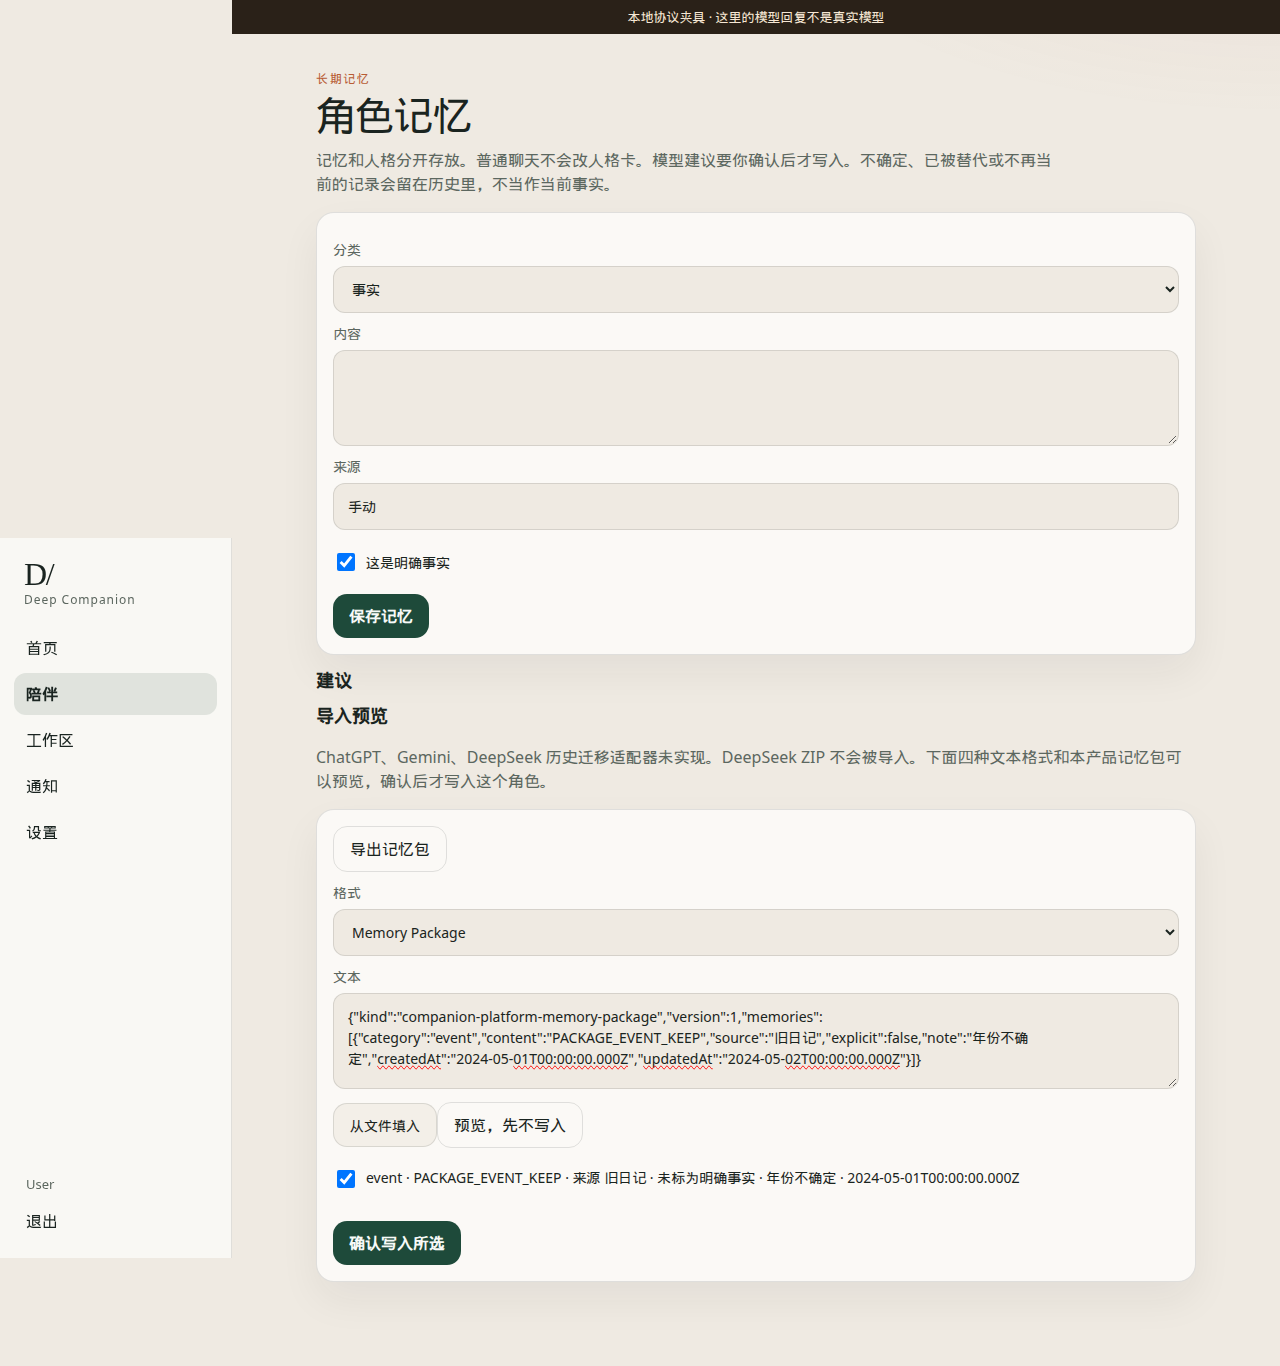 本地协议夹具 · 这里的模型回复不是真实模型
长期记忆
角色记忆
记忆和人格分开存放。普通聊天不会改人格卡。模型建议要你确认后才写入。不确定、已被替代或不再当
前的记录会留在历史里，不当作当前事实。
分类
事实
内容
来源
手动
这是明确事实
保存记忆
D/
Deep Companion
首页
陪伴
工作区
通知
设置
User
退出
建议
导入预览
ChatGPT、Gemini、DeepSeek 历史迁移适配器未实现。DeepSeek ZIP 不会被导入。下面四种文本格式和本产品记忆包可
以预览，确认后才写入这个角色。
导出记忆包
格式
Memory Package
文本
{"kind":"companion-platform-memory-package","version":1,"memories":
[{"category":"event","content":"PACKAGE_EVENT_KEEP","source":"旧日记","explicit":false,"note":"年份不确
定","createdAt":"2024-05-01T00:00:00.000Z","updatedAt":"2024-05-02T00:00:00.000Z"}]}
从文件填入
预览，先不写入
event · PACKAGE_EVENT_KEEP · 来源 旧日记 · 未标为明确事实 · 年份不确定 · 2024-05-01T00:00:00.000Z
确认写入所选